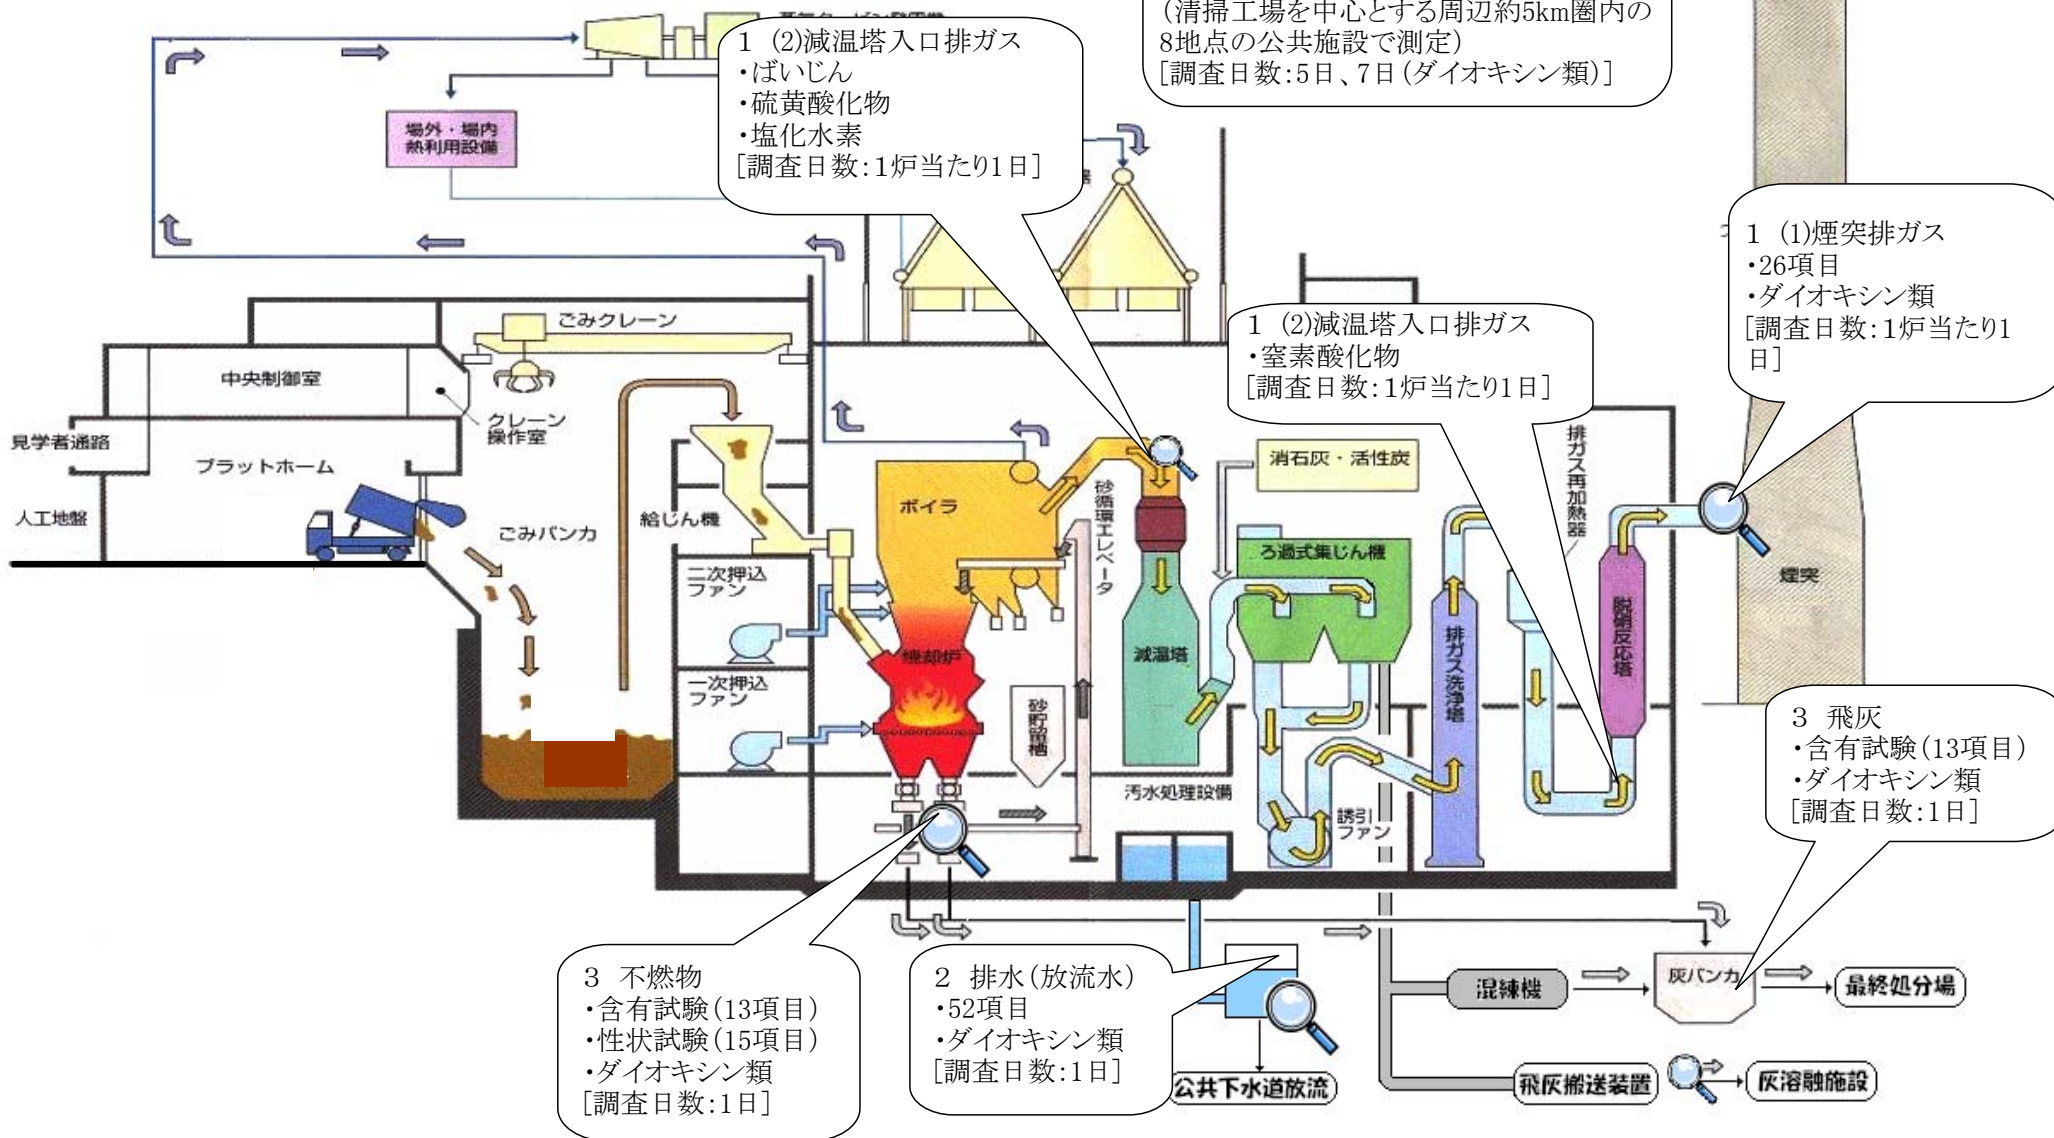 (清掃工場を中心とする周辺約5km圏内の
8地点の公共施設で測定)
[調査日数:5日、7日(ダイオキシン類)]
1 (2)減温塔入口排ガス
・ばいじん
・硫黄酸化物
・塩化水素
[調査日数:1炉当たり1日]
場外・場内
熱利用設備
1 (1)煙突排ガス
・26項目
・ダイオキシン類
[調査日数:1炉当たり1
日]
1 (2)減温塔入口排ガス
・窒素酸化物
[調査日数:1炉当たり1日]
ごみクレーン
中央制御室
クレーン
操作室
見学者通路
プラットホーム
人工地盤
ごみバンカ
給じん機
ボイラ
砂循環エレベータ
消石灰・活性炭
排ガス再加熱器
ろ過式集じん機
二次押込
ファン
一次押込
ファン
焼却炉
減温塔
砂貯留槽
排ガス洗浄塔
脱硝反応塔
煙突
汚水処理設備
誘引
ファン
3 飛灰
・含有試験(13項目)
・ダイオキシン類
[調査日数:1日]
3 不燃物
・含有試験(13項目)
・性状試験(15項目)
・ダイオキシン類
[調査日数:1日]
2 排水(放流水)
・52項目
・ダイオキシン類
[調査日数:1日]
公共下水道放流
混練機
灰バンカ
最終処分場
飛灰搬送装置
灰溶融施設